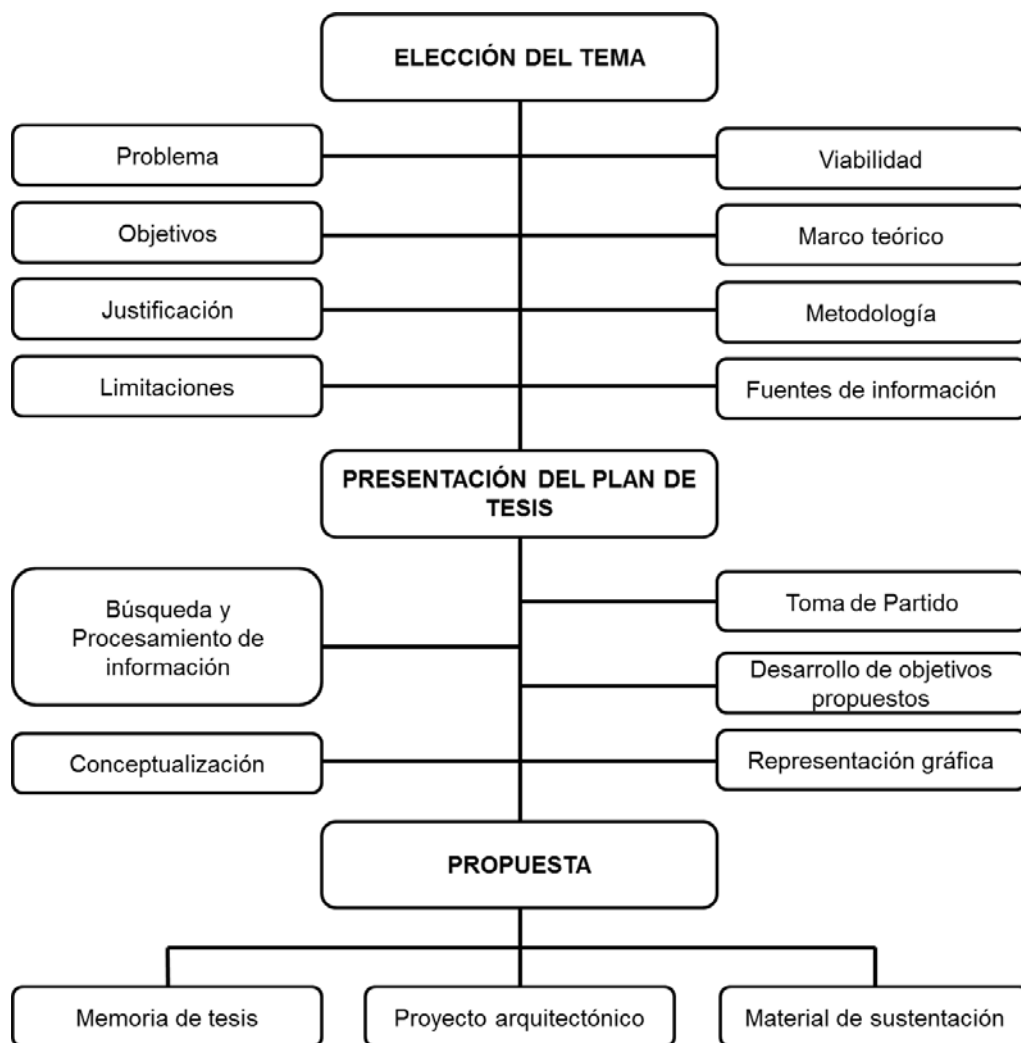 ELECCIÓN DEL TEMA
Problema
Viabilidad
Objetivos
Marco teórico
Justificación
Metodología
Limitaciones
Fuentes de información
PRESENTACIÓN DEL PLAN DE
TESIS
Búsqueda y
Procesamiento de
información
Toma de Partido
Desarrollo de objetivos
propuestos
Conceptualización
Representación gráfica
PROPUESTA
Memoria de tesis
Proyecto arquitectónico
Material de sustentación